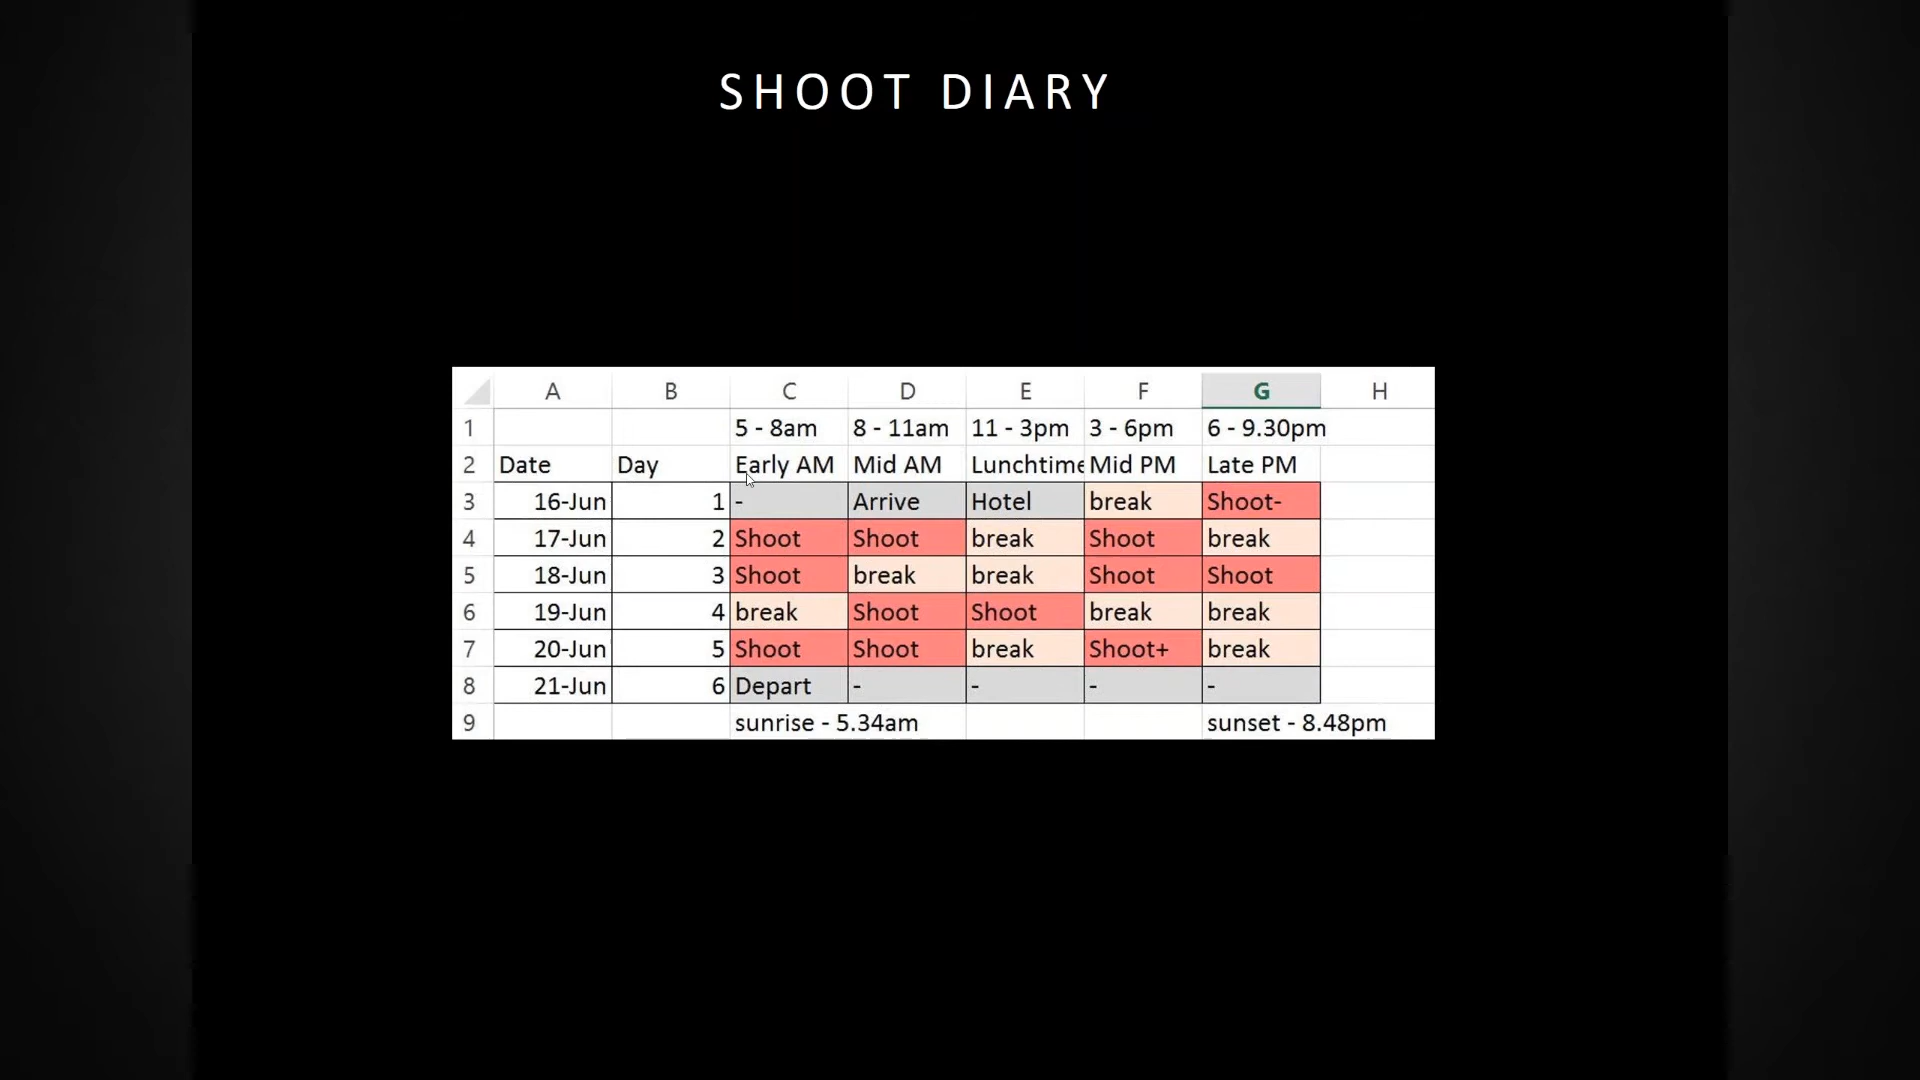 SHOOT DIARY
A B C D E F G H
1 5 - 8am 8 - 11am 11 - 3pm 3 - 6pm 6 - 9.30pm
2 Date Day Early AM Mid AM Lunchtime Mid PM Late PM
3 16-Jun 1 - Arrive Hotel break Shoot-
4 17-Jun 2 Shoot Shoot break Shoot break
5 18-Jun 3 Shoot break break Shoot Shoot
6 19-Jun 4 break Shoot Shoot break break
7 20-Jun 5 Shoot Shoot break Shoot+ break
8 21-Jun 6 Depart - - - -
9 sunrise - 5.34am sunset - 8.48pm